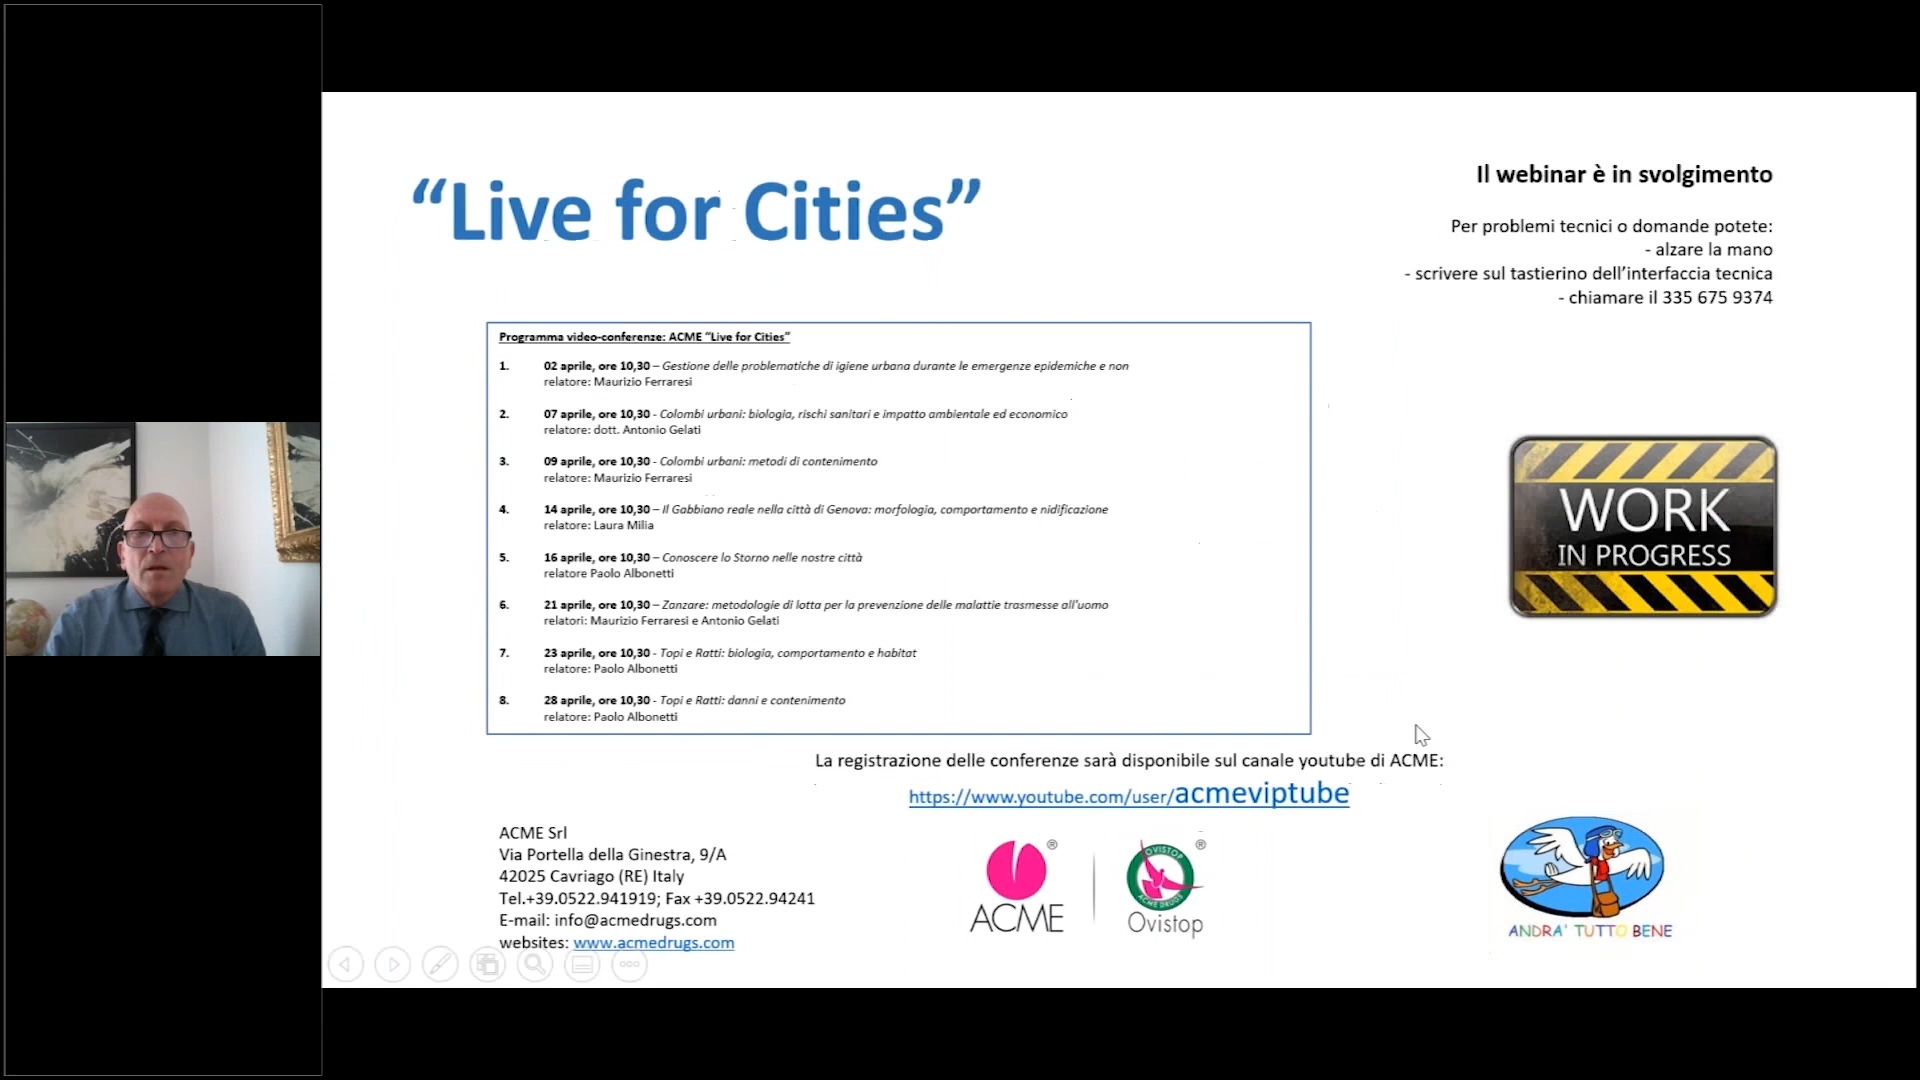 “Live for Cities”
Il webinar è in svolgimento
Per problemi tecnici o domande potete:
- alzare la mano
- scrivere sul tastierino dell’interfaccia tecnica
- chiamare il 335 675 9374
Programma video-conferenze: ACME “Live for Cities”
1. 02 aprile, ore 10,30 – Gestione delle problematiche di igiene urbana durante le emergenze epidemiche e non
relatore: Maurizio Ferraresi
2. 07 aprile, ore 10,30 - Colombi urbani: biologia, rischi sanitari e impatto ambientale ed economico
relatore: dott. Antonio Gelati
3. 09 aprile, ore 10,30 - Colombi urbani: metodi di contenimento
relatore: Maurizio Ferraresi
4. 14 aprile, ore 10,30 – Il Gabbiano reale nella città di Genova: morfologia, comportamento e nidificazione
relatore: Laura Milia
5. 16 aprile, ore 10,30 – Conoscere lo Storno nelle nostre città
relatore Paolo Albonetti
6. 21 aprile, ore 10,30 – Zanzare: metodologie di lotta per la prevenzione delle malattie trasmesse all'uomo
relatori: Maurizio Ferraresi e Antonio Gelati
7. 23 aprile, ore 10,30 - Topi e Ratti: biologia, comportamento e habitat
relatore: Paolo Albonetti
8. 28 aprile, ore 10,30 - Topi e Ratti: danni e contenimento
relatore: Paolo Albonetti
WORK
IN PROGRESS
La registrazione delle conferenze sarà disponibile sul canale youtube di ACME:
https://www.youtube.com/user/acmeviptube
ACME Srl
Via Portella della Ginestra, 9/A
42025 Cavriago (RE) Italy
Tel.+39.0522.941919; Fax +39.0522.94241
E-mail: info@acmedrugs.com
websites: www.acmedrugs.com
®
ACME
®
OVISTOP
ACME DRUGS
Ovistop
ANDRA' TUTTO BENE